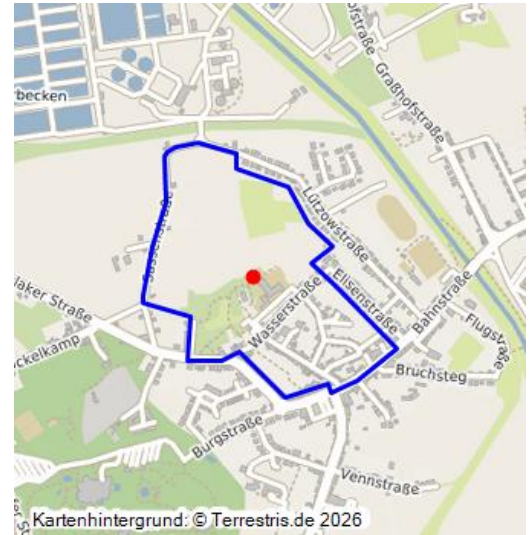 rbecken
ofstraße
Graßhofstraße
Lützowstraße
laker Straße
ckelkamp
Wasserstraße
Elisenstraße
Bahnstraße
Flugstraße
Bruchsteg
Burgstraße
Vennstraße
Kartenhintergrund: © Terrestris.de 2026